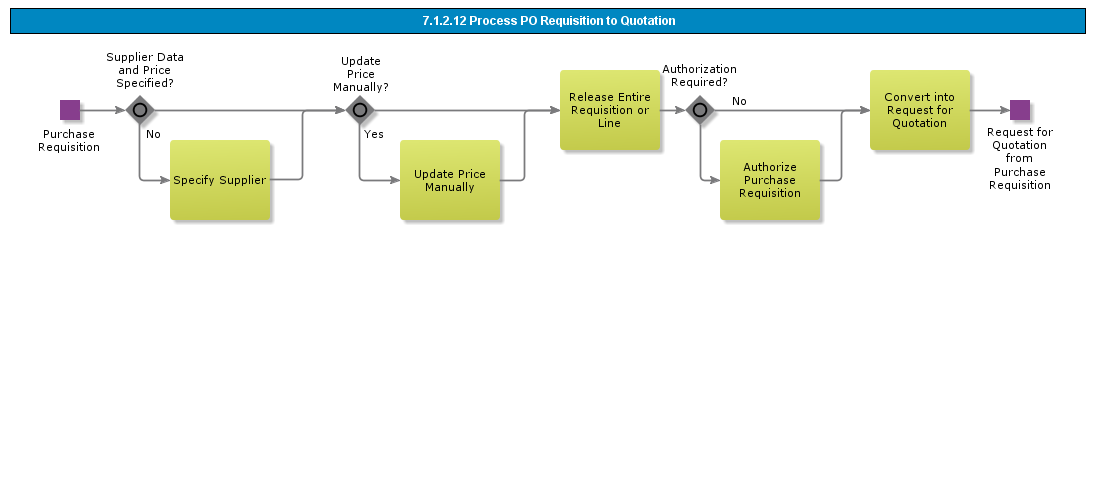 7.1.2.12 Process PO Requisition to Quotation
Supplier Data
and Price
Specified?
Update
Price
Manually?
Authorization
Required?
Purchase
Requisition
No
Specify Supplier
Yes
Update Price
Manually
Release Entire
Requisition or
Line
No
Authorize
Purchase
Requisition
Convert into
Request for
Quotation
Request for
Quotation
from
Purchase
Requisition